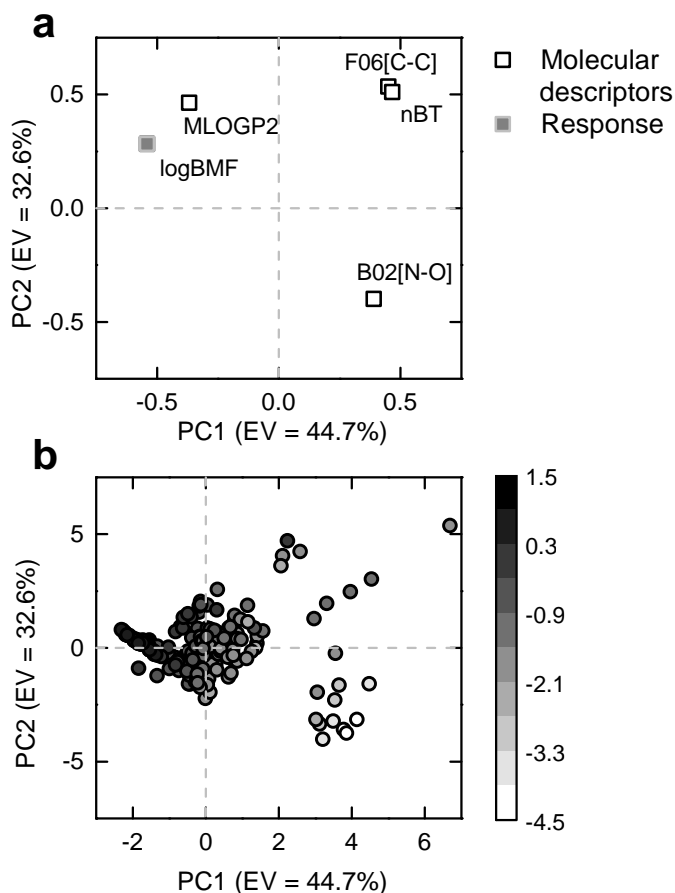 a
F06[C-C]
nBT
MLOGP2
logBMF
B02[N-O]
Molecular
descriptors
Response
0.5
0.0
-0.5
PC2 (EV = 32.6%)
-0.5
0.0
0.5
PC1 (EV = 44.7%)
b
5
0
-5
PC2 (EV = 32.6%)
-2
0
2
4
6
PC1 (EV = 44.7%)
1.5
0.3
-0.9
-2.1
-3.3
-4.5